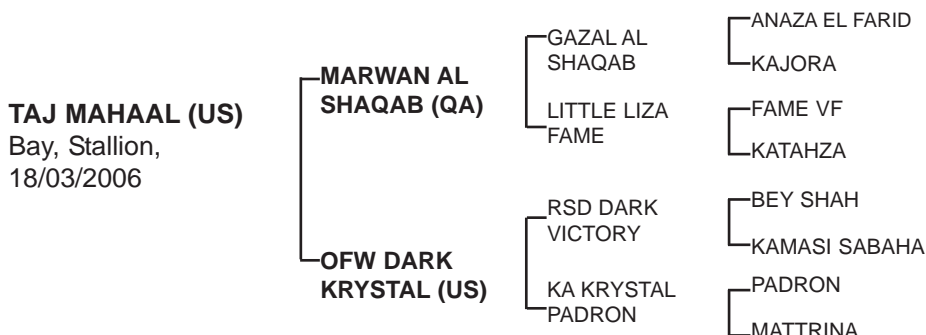 TAJ MAHAAL (US)
Bay, Stallion,
18/03/2006
MARWAN AL
SHAQAB (QA)
OFW DARK
KRYSTAL (US)
GAZAL AL
SHAQAB
LITTLE LIZA
FAME
RSD DARK
VICTORY
KA KRYSTAL
PADRON
ANAZA EL FARID
KAJORA
FAME VF
KATAHZA
BEY SHAH
KAMASI SABAHA
PADRON
MATTRINA